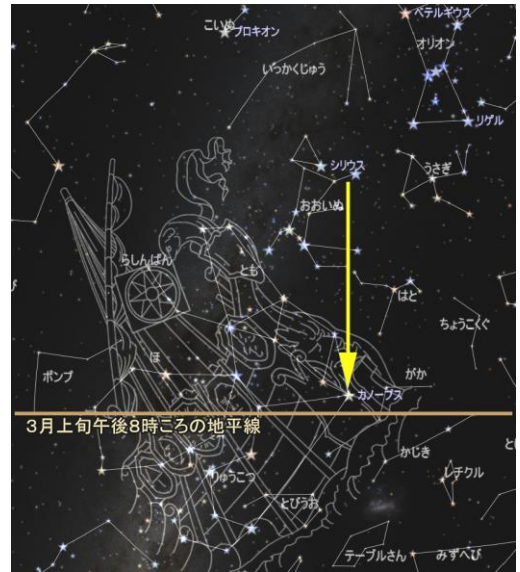 ベテルギウス
こいぬ
プロキオン
オリオン
いっかくじゅう
リゲル
シリウス
うさぎ
おおいぬ
らしんばん
とも
はと
ちょうこくぐ
ほ
がか
ポンプ
カノープス
3月上旬午後8時ころの地平線
かじき
りゅうこつ
レチクル
とびうお
テーブルさん
みずへび